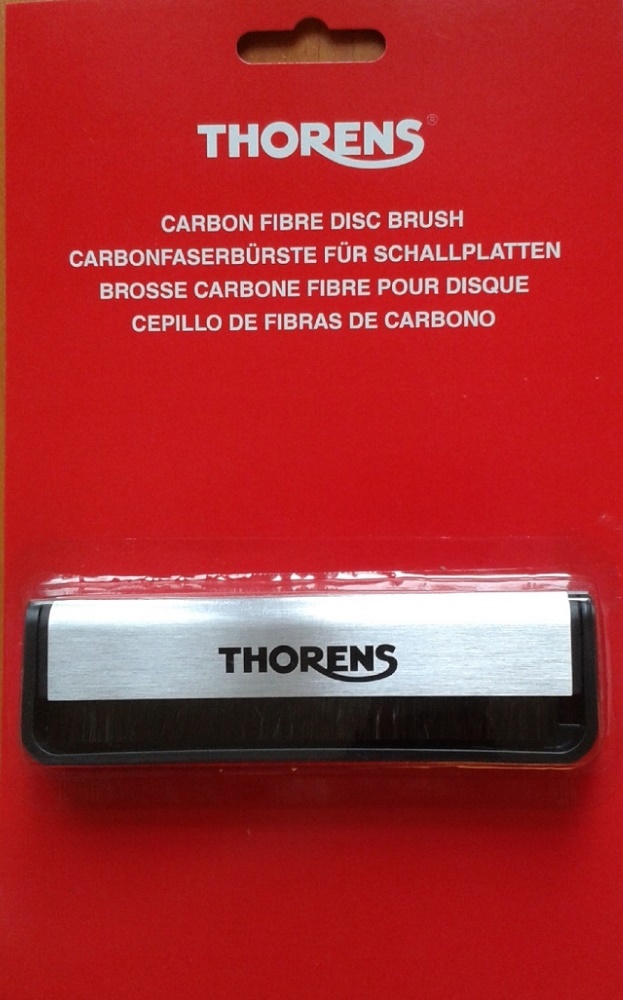 THORENS®
CARBON FIBRE DISC BRUSH
CARBONFASERBÜRSTE FÜR SCHALLPLATTEN
BROSSE CARBONE FIBRE POUR DISQUE
CEPILLO DE FIBRAS DE CARBONO
THORENS